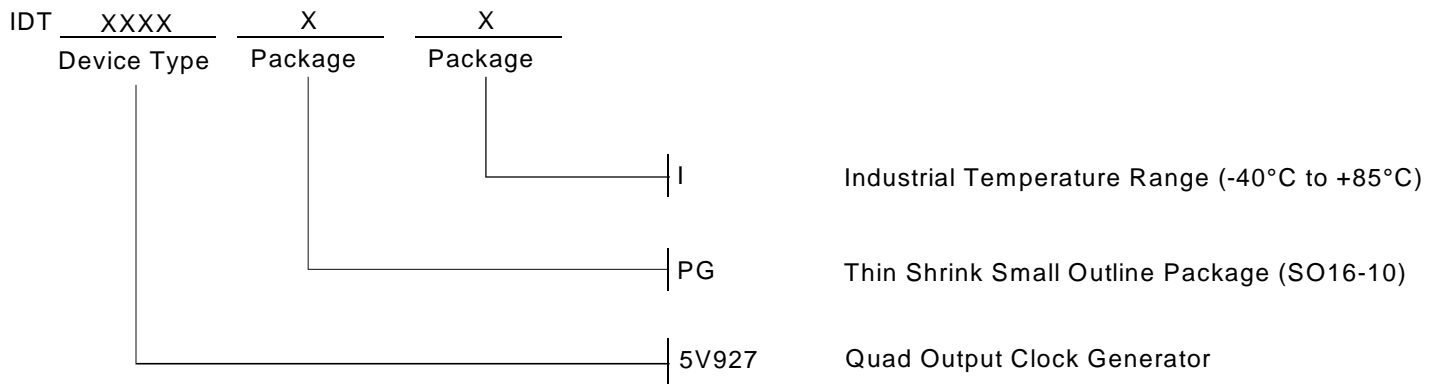 IDT XXXX X X
Device Type Package Package
I Industrial Temperature Range (-40°C to +85°C)
PG Thin Shrink Small Outline Package (SO16-10)
5V927 Quad Output Clock Generator